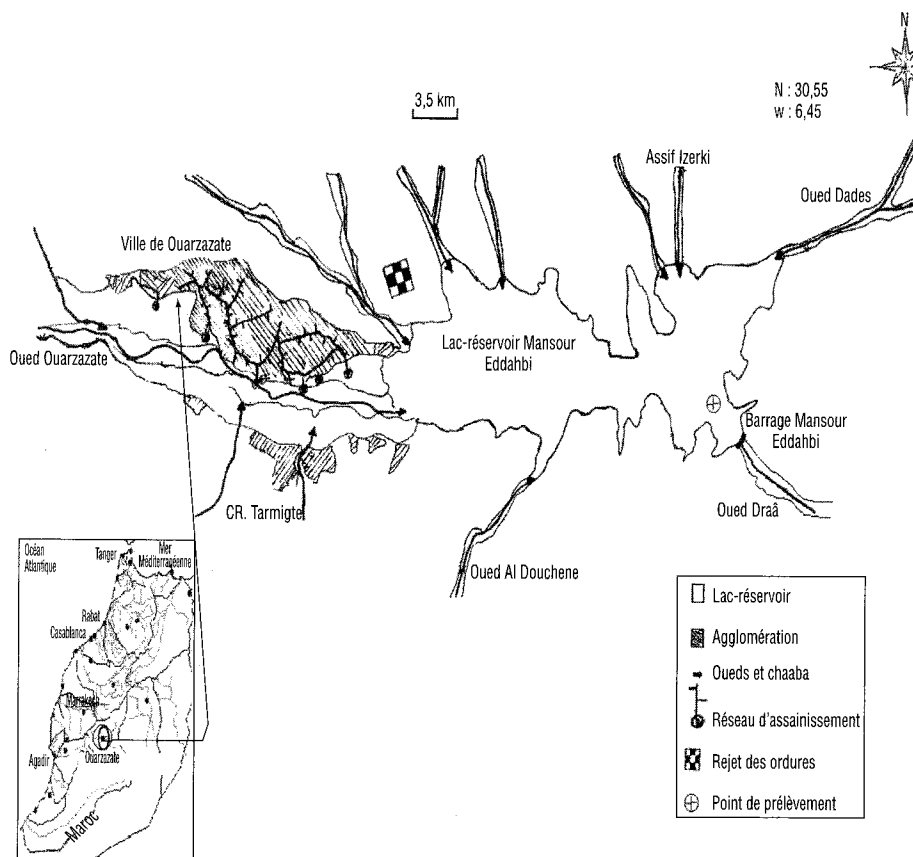 N
3,5 km
N : 30,55
w : 6,45
Assif Izerki
Oued Dades
Ville de Ouarzazate
Oued Ouarzazate
Lac-réservoir Mansour
Eddahbi
Barrage Mansour
Eddahbi
CR. Tarmigte
Oued Draâ
Oued Al Douchene
Océan
Atlantique
Tanger
Mer
Méditerranéenne
Rabat
Casablanca
Marrakech
Agadir
Ouarzazate
Maroc
Lac-réservoir
Agglomération
Oueds et chaaba
Réseau d'assainissement
Rejet des ordures
Point de prélèvement